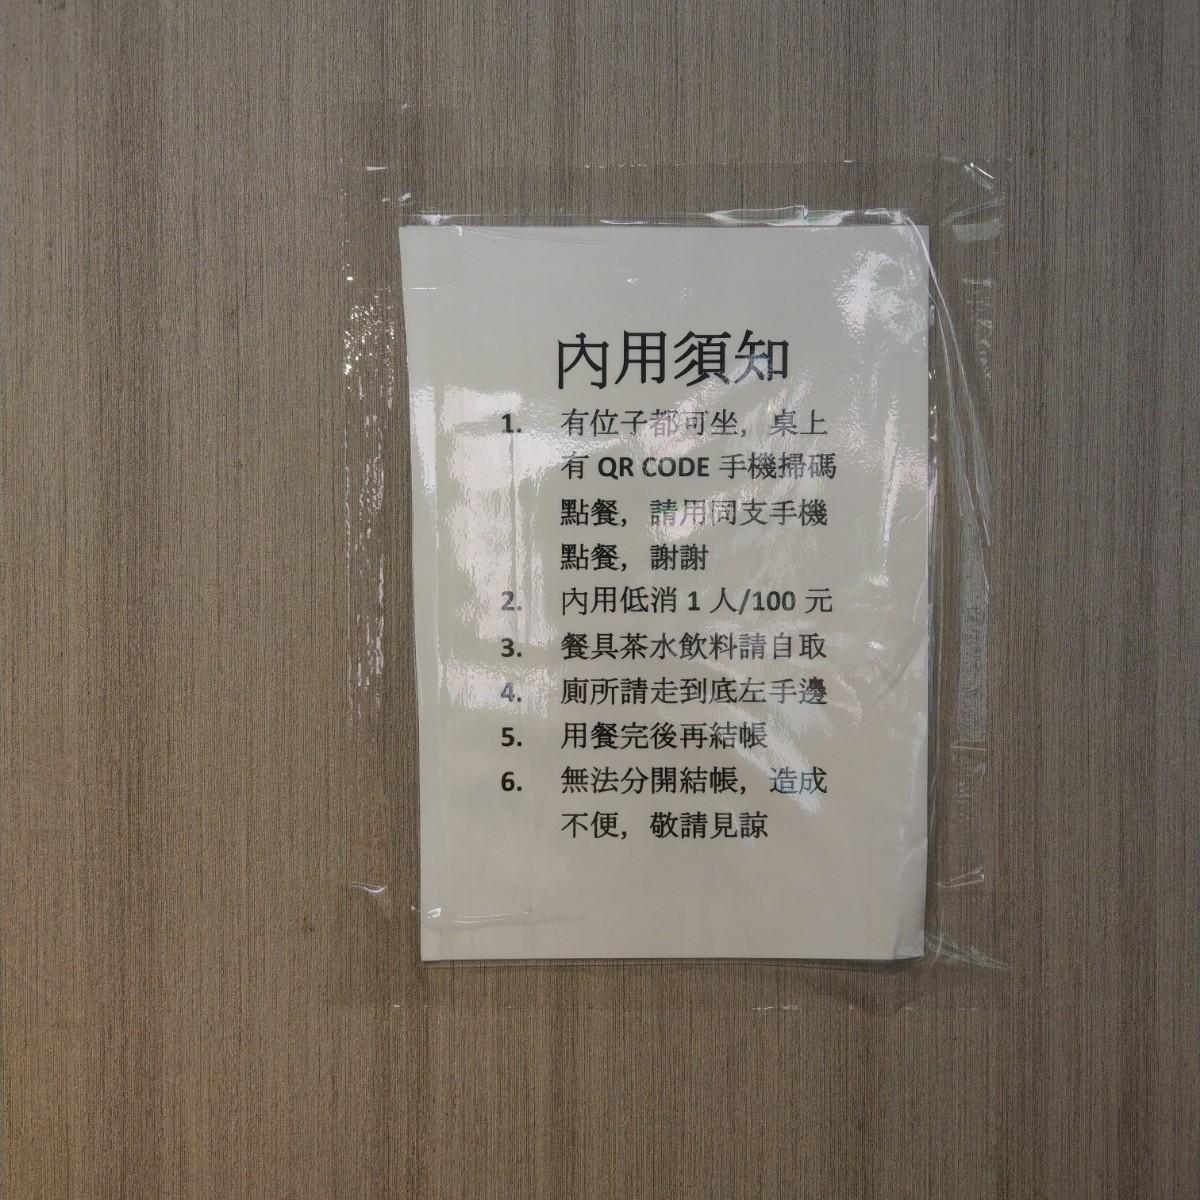 內用須知
1. 有位子都可坐，桌上
有 QR CODE 手機掃碼
點餐，請用同支手機
點餐，謝謝
2. 內用低消 1 人/100 元
3. 餐具茶水飲料請自取
4. 廁所請走到底左手邊
5. 用餐完後再結帳
6. 無法分開結帳，造成
不便，敬請見諒